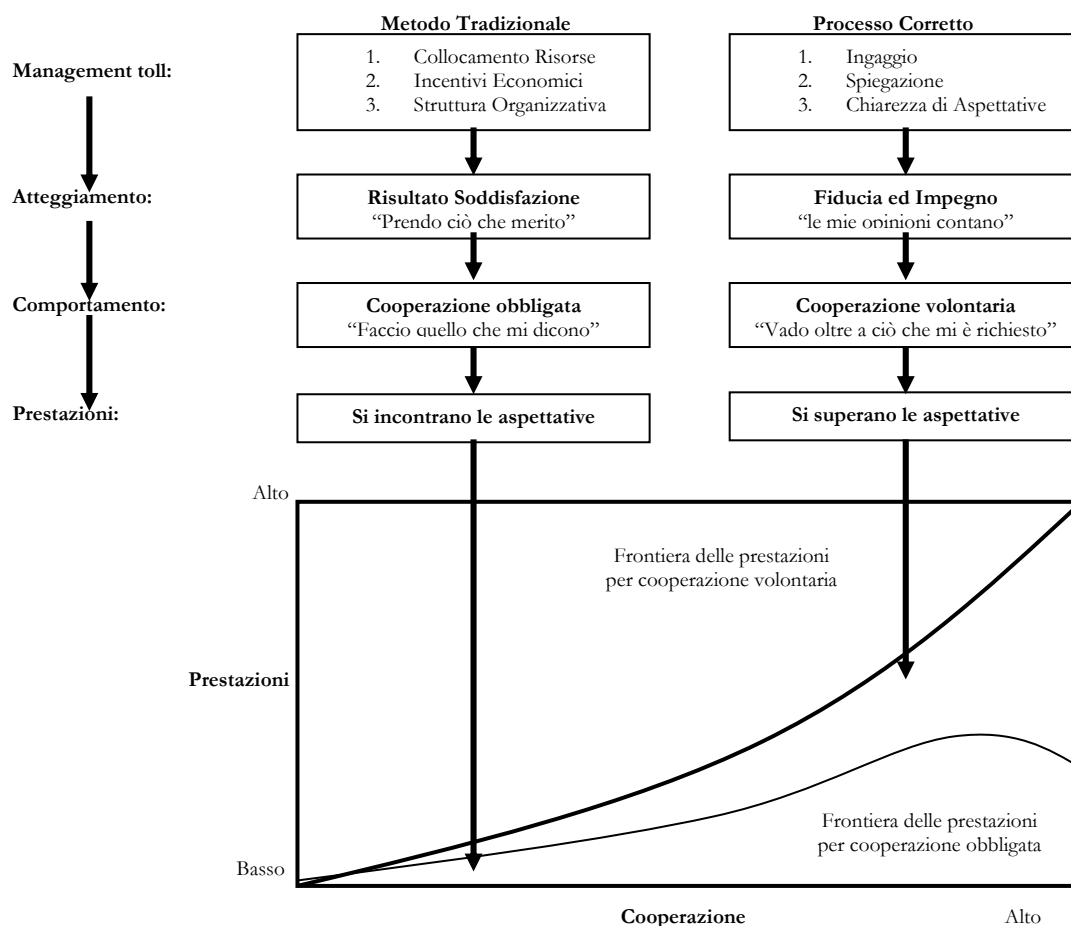 Metodo Tradizionale
Processo Corretto
Management toll:
1. Collocamento Risorse
2. Incentivi Economici
3. Struttura Organizzativa
1. Ingaggio
2. Spiegazione
3. Chiarezza di Aspettative
Atteggiamento:
Risultato Soddisfazione
“Prendo ciò che merito”
Fiducia ed Impegno
“le mie opinioni contano”
Comportamento:
Cooperazione obbligata
“Faccio quello che mi dicono”
Cooperazione volontaria
“Vado oltre a ciò che mi è richiesto”
Prestazioni:
Si incontrano le aspettative
Si superano le aspettative
Alto
Frontiera delle prestazioni
per cooperazione volontaria
Prestazioni
Frontiera delle prestazioni
per cooperazione obbligata
Basso
Cooperazione
Alto